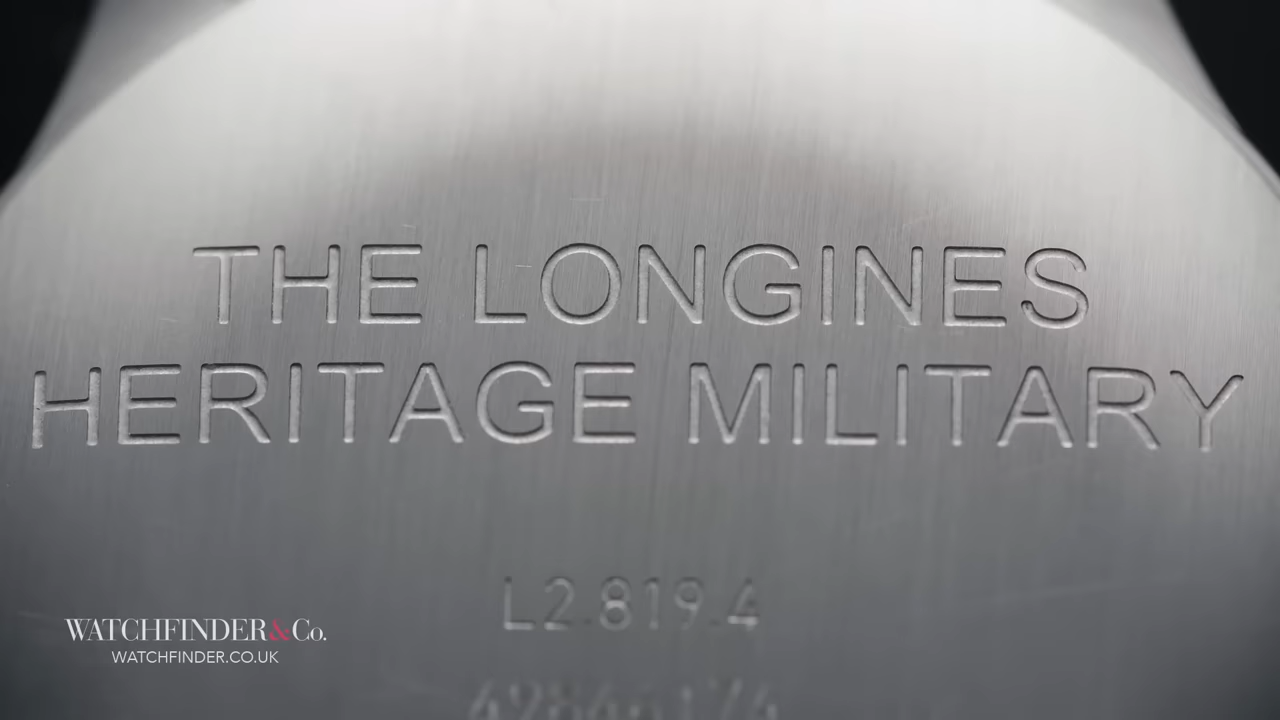 THE LONGINES
HERITAGE MILITARY
L2.819.4
WATCHFINDER&Co.
WATCHFINDER.CO.UK